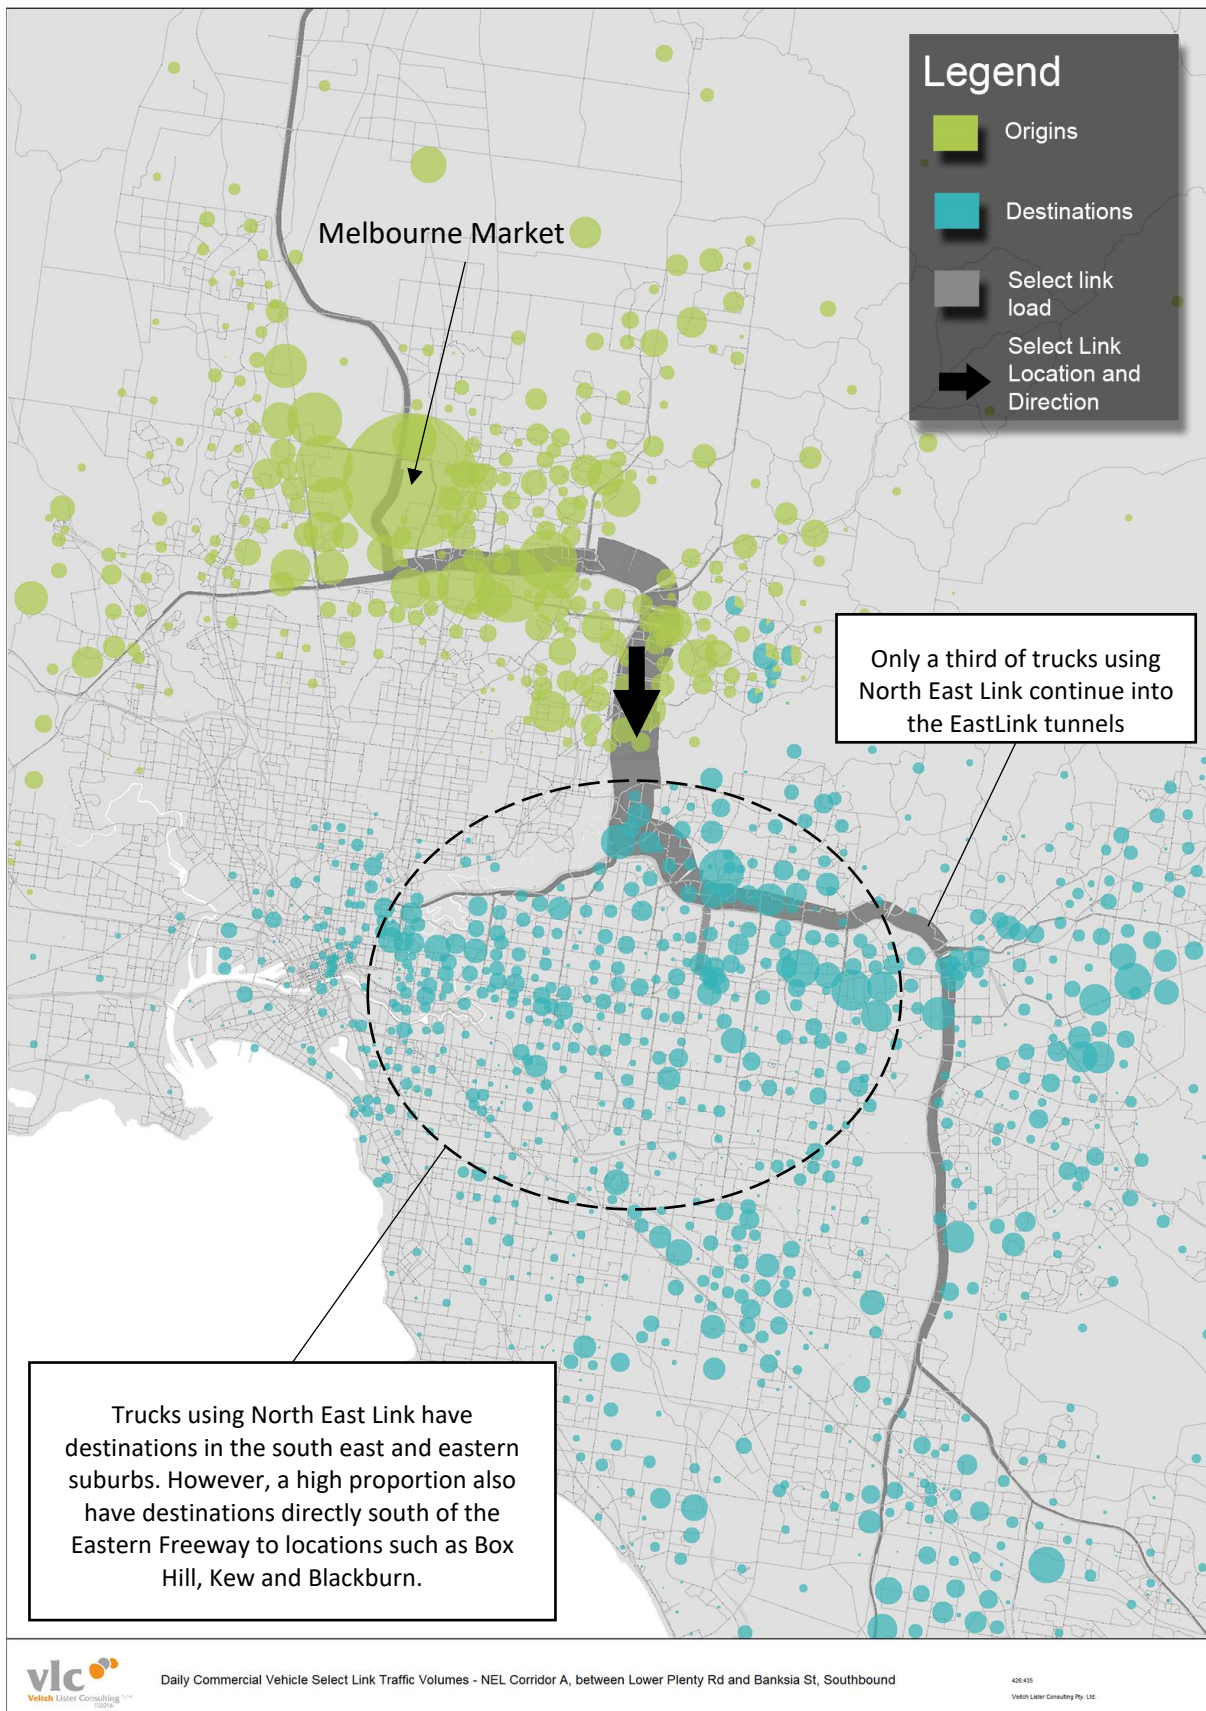 Legend
Origins
Destinations
Select link
load
Select Link
Location and
Direction
Melbourne Market
Only a third of trucks using
North East Link continue into
the EastLink tunnels
Trucks using North East Link have
destinations in the south east and eastern
suburbs. However, a high proportion also
have destinations directly south of the
Eastern Freeway to locations such as Box
Hill, Kew and Blackburn.
vlc
Veitch Lister Consulting
©2016
Daily Commercial Vehicle Select Link Traffic Volumes - NEL Corridor A, between Lower Plenty Rd and Banksia St, Southbound
426:435
Veitch Lister Consulting Pty. Ltd.